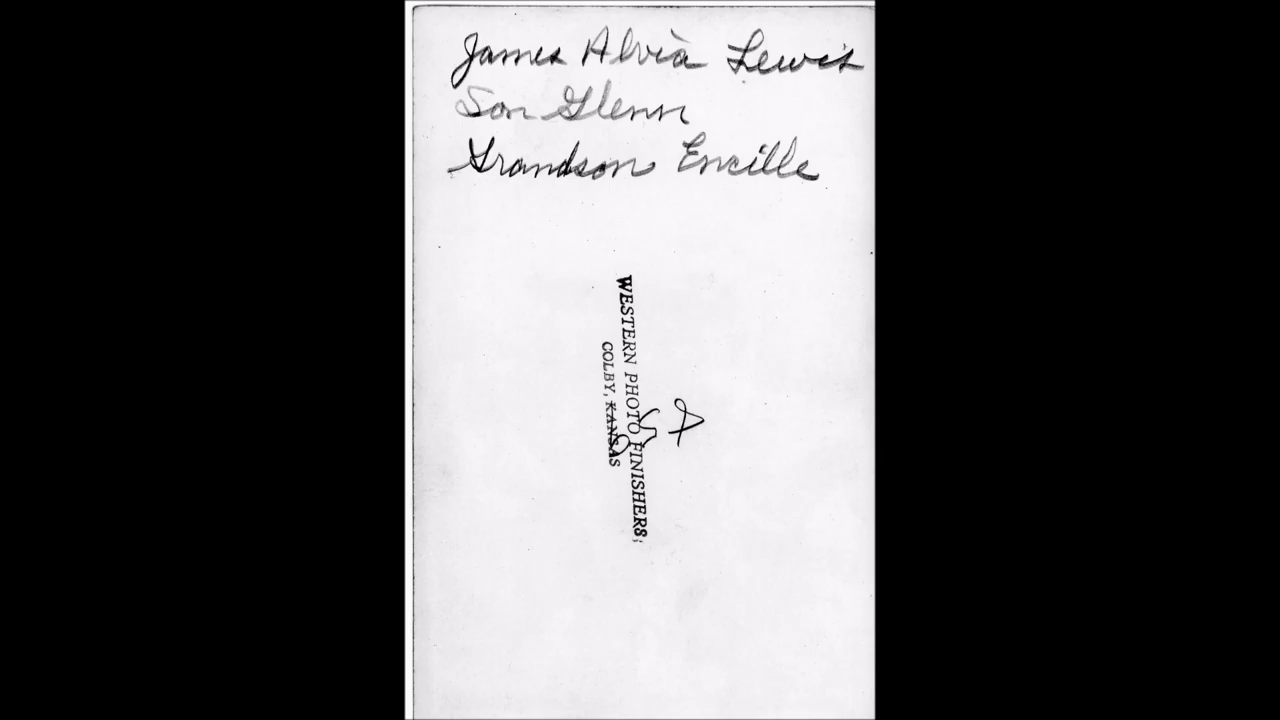 James Alvia Lewis
Son Glenn
Grandson Encille
WESTERN PHOTO FINISHERS,
COLBY, KANSAS